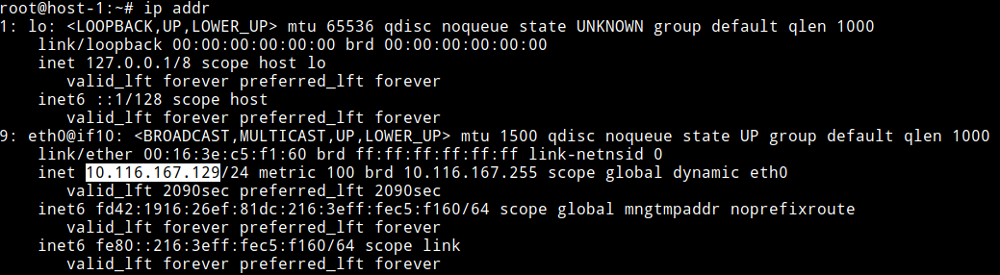 root@host-1:~# ip addr
1: lo: <LOOPBACK,UP,LOWER_UP> mtu 65536 qdisc noqueue state UNKNOWN group default qlen 1000
    link/loopback 00:00:00:00:00:00 brd 00:00:00:00:00:00
    inet 127.0.0.1/8 scope host lo
       valid_lft forever preferred_lft forever
    inet6 ::1/128 scope host
       valid_lft forever preferred_lft forever
9: eth0@if10: <BROADCAST,MULTICAST,UP,LOWER_UP> mtu 1500 qdisc noqueue state UP group default qlen 1000
    link/ether 00:16:3e:c5:f1:60 brd ff:ff:ff:ff:ff:ff link-netnsid 0
    inet 10.116.167.129/24 metric 100 brd 10.116.167.255 scope global dynamic eth0
       valid_lft 2090sec preferred_lft 2090sec
    inet6 fd42:1916:26ef:81dc:216:3eff:fec5:f160/64 scope global mngtmpaddr noprefixroute
       valid_lft forever preferred_lft forever
    inet6 fe80::216:3eff:fec5:f160/64 scope link
       valid_lft forever preferred_lft forever